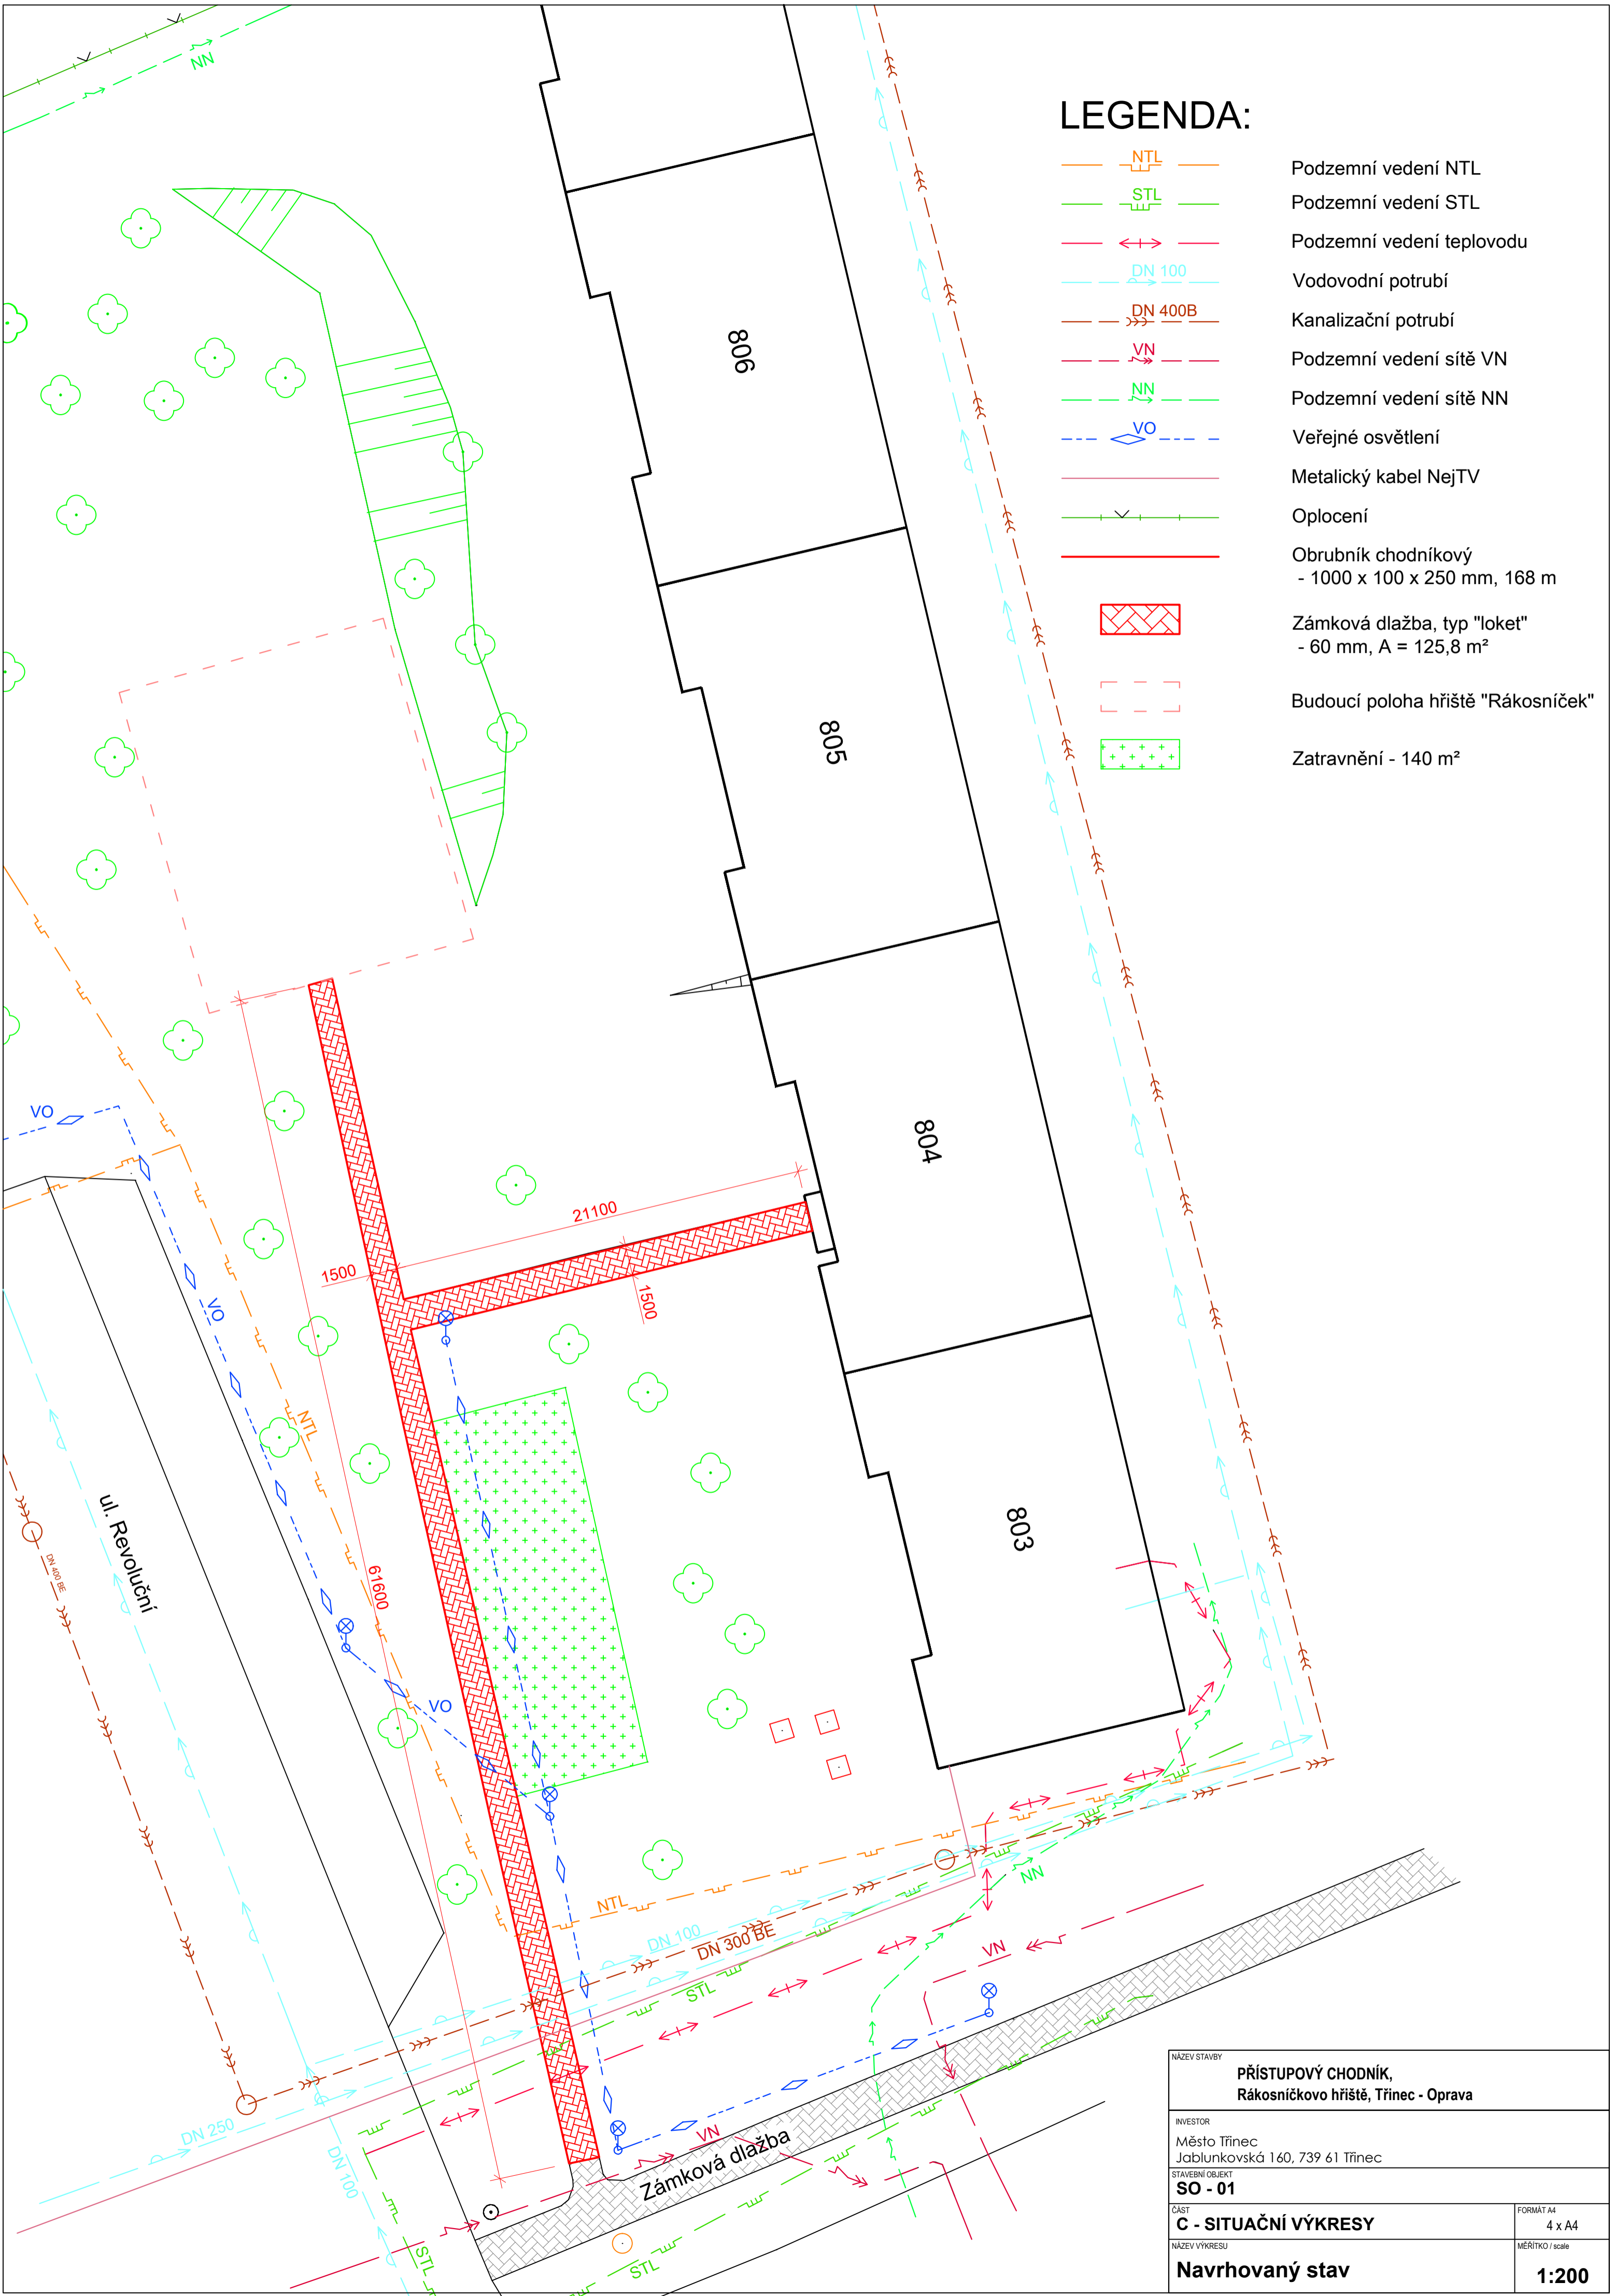 NN
LEGENDA:
NTL
Podzemní vedení NTL
STL
Podzemní vedení STL
Podzemní vedení teplovodu
DN 100
Vodovodní potrubí
DN 400B
Kanalizační potrubí
VN
Podzemní vedení sítě VN
NN
Podzemní vedení sítě NN
VO
Veřejné osvětlení
Metalický kabel NejTV
Oplocení
Obrubník chodníkový
- 1000 x 100 x 250 mm, 168 m
Zámková dlažba, typ "loket"
- 60 mm, A = 125,8 m²
Budoucí poloha hřiště "Rákosníček"
Zatravnění - 140 m²
806
805
804
803
VO
VO
21100
1500
1500
NTL
61600
ul. Revoluční
DN 400 BE
VO
NTL
DN 100
DN 300 BE
STL
NN
VN
VN
Zámková dlažba
DN 250
DN 100
STL
STL
NÁZEV STAVBY
PŘÍSTUPOVÝ CHODNÍK,
Rákosníčkovo hřiště, Třinec - Oprava
INVESTOR
Město Třinec
Jablunkovská 160, 739 61 Třinec
STAVEBNÍ OBJEKT
SO - 01
ČÁST
C - SITUAČNÍ VÝKRESY
FORMÁT A4
4 x A4
NÁZEV VÝKRESU
Navrhovaný stav
MĚŘÍTKO / scale
1:200